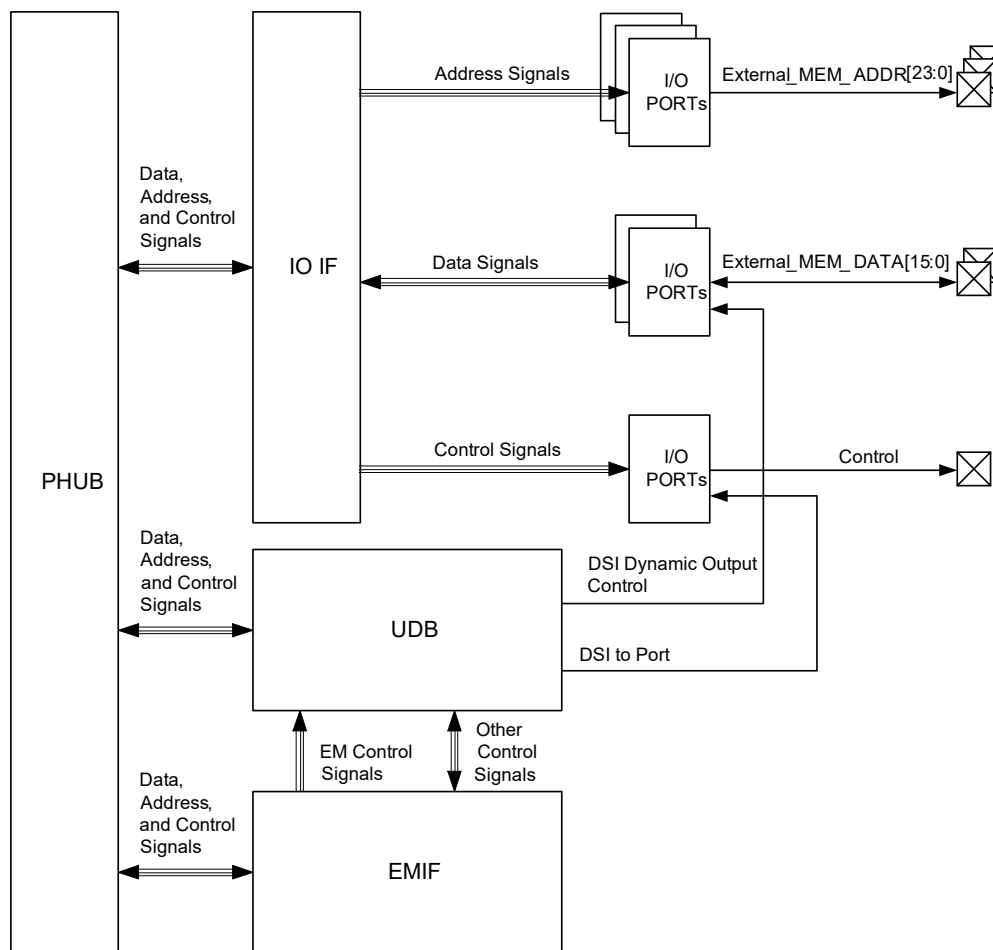 Address Signals
I/O
PORTs
External_MEM_ADDR[23:0]
Data,
Address,
and Control
Signals
IO IF
Data Signals
I/O
PORTs
External_MEM_DATA[15:0]
Control Signals
I/O
PORTs
Control
PHUB
Data,
Address,
and Control
Signals
UDB
DSI Dynamic Output
Control
DSI to Port
EM Control
Signals
Other
Control
Signals
Data,
Address,
and Control
Signals
EMIF